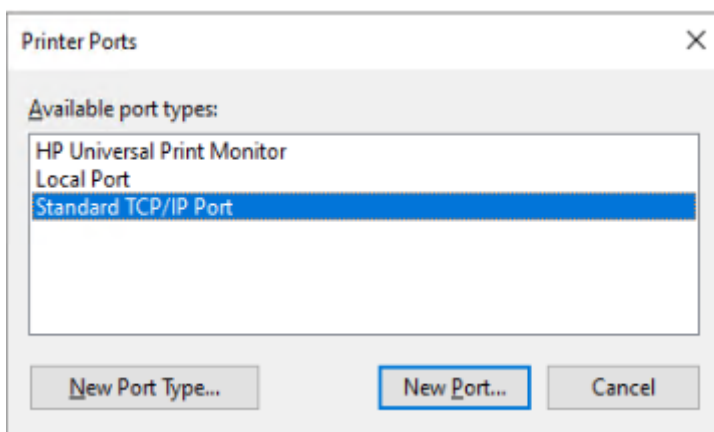 Printer Ports
Available port types:
HP Universal Print Monitor
Local Port
Standard TCP/IP Port
New Port Type...
New Port...
Cancel